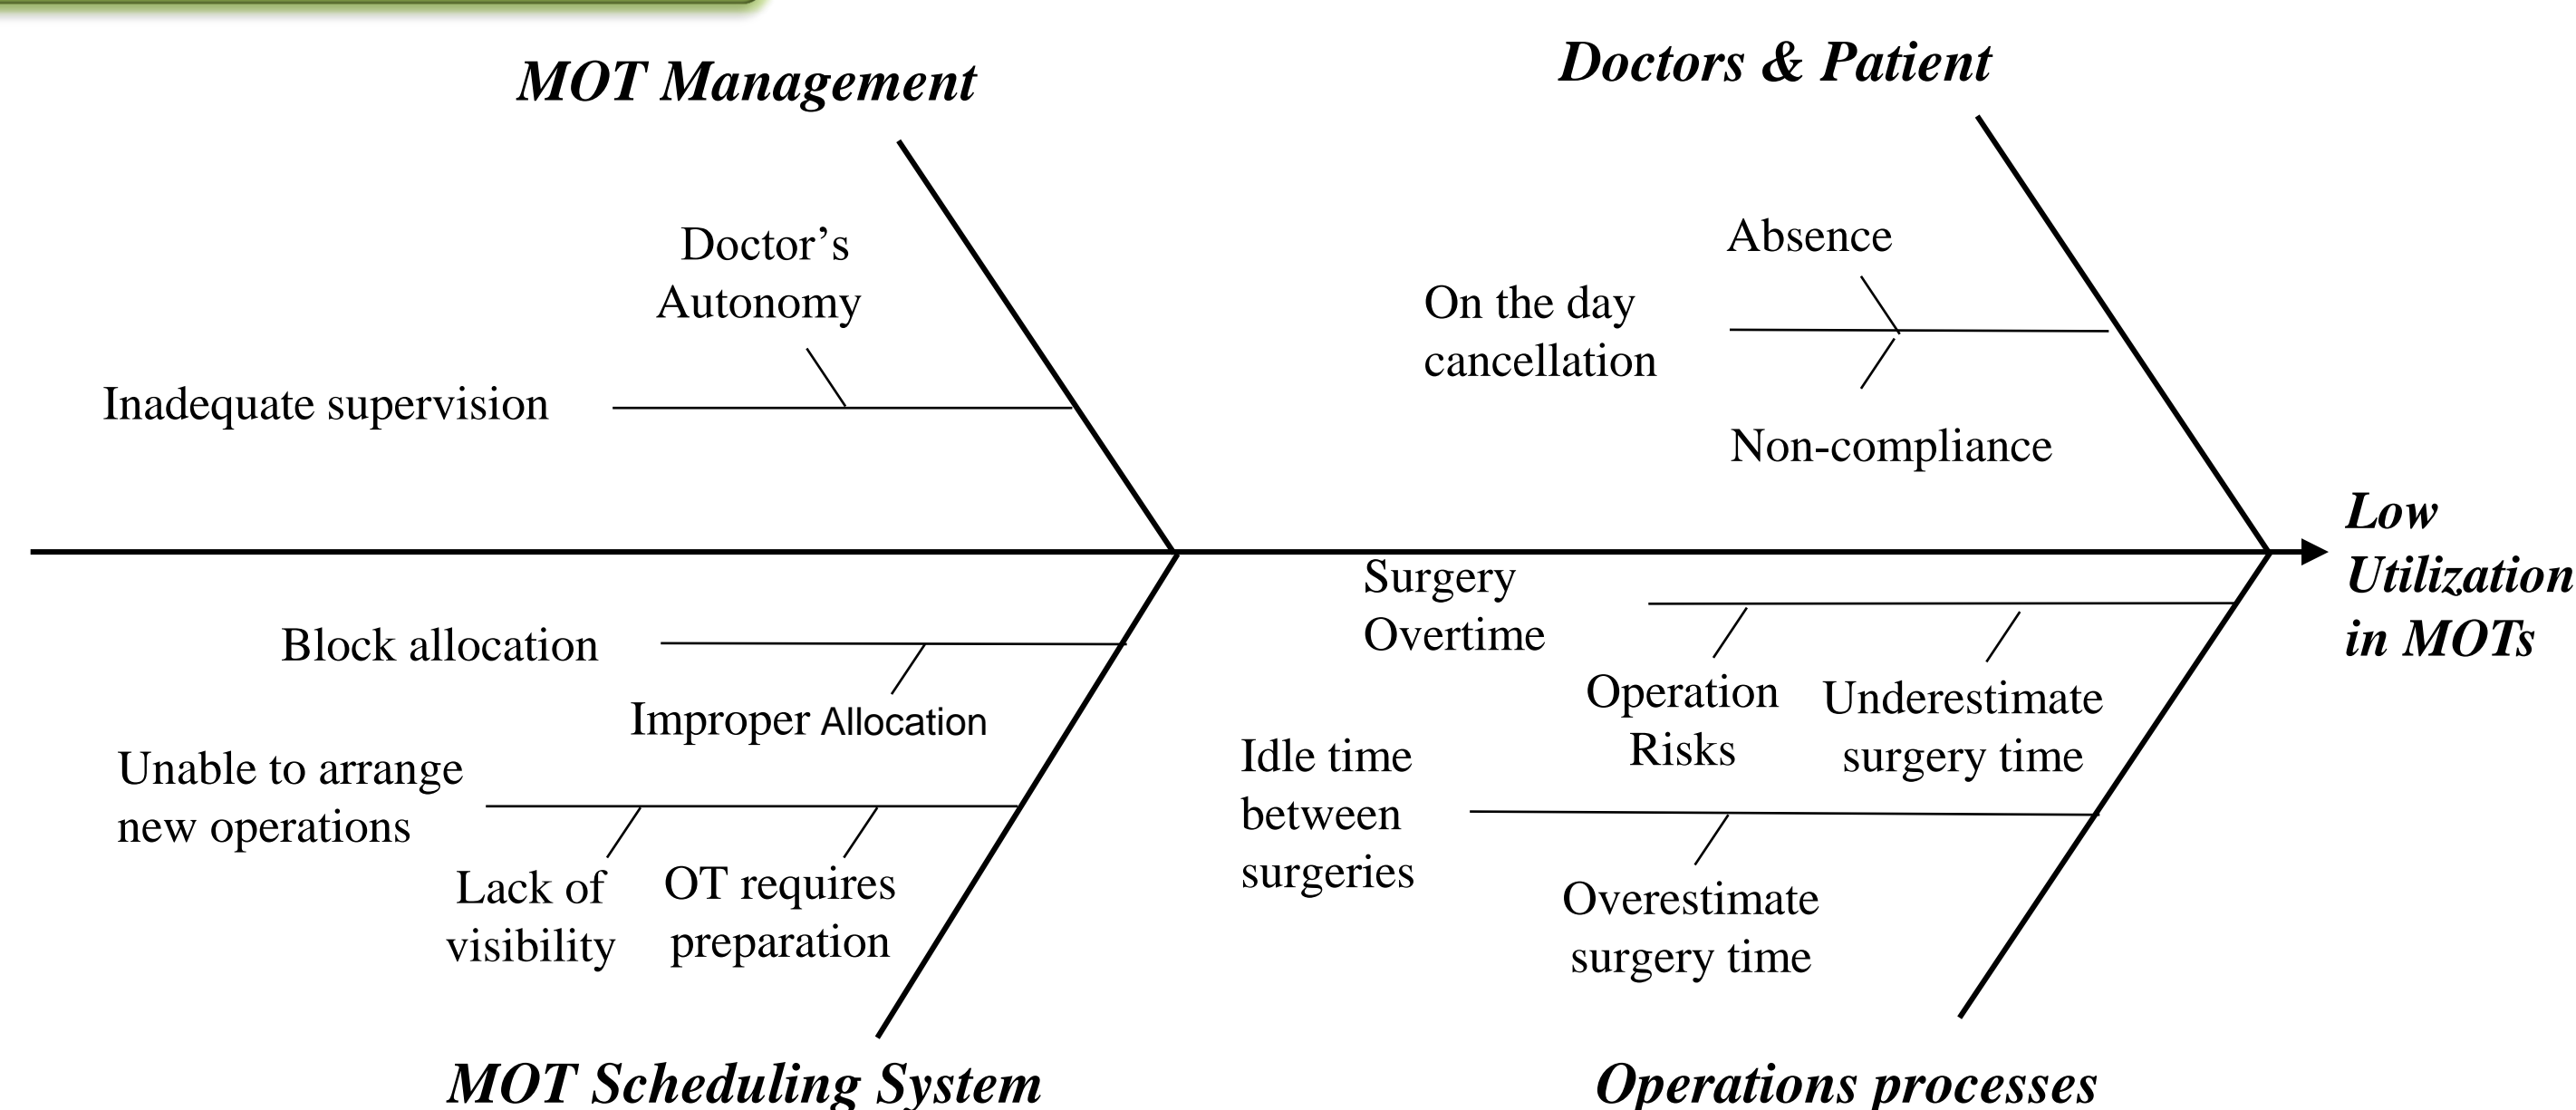 MOT Management
Doctors & Patient
Doctor’s
Autonomy
Inadequate supervision
Absence
On the day
cancellation
Non-compliance
Low
Utilization
in MOTs
Block allocation
Improper Allocation
Unable to arrange
new operations
Lack of
visibility
OT requires
preparation
Surgery
Overtime
Operation
Risks
Underestimate
surgery time
Idle time
between
surgeries
Overestimate
surgery time
MOT Scheduling System
Operations processes